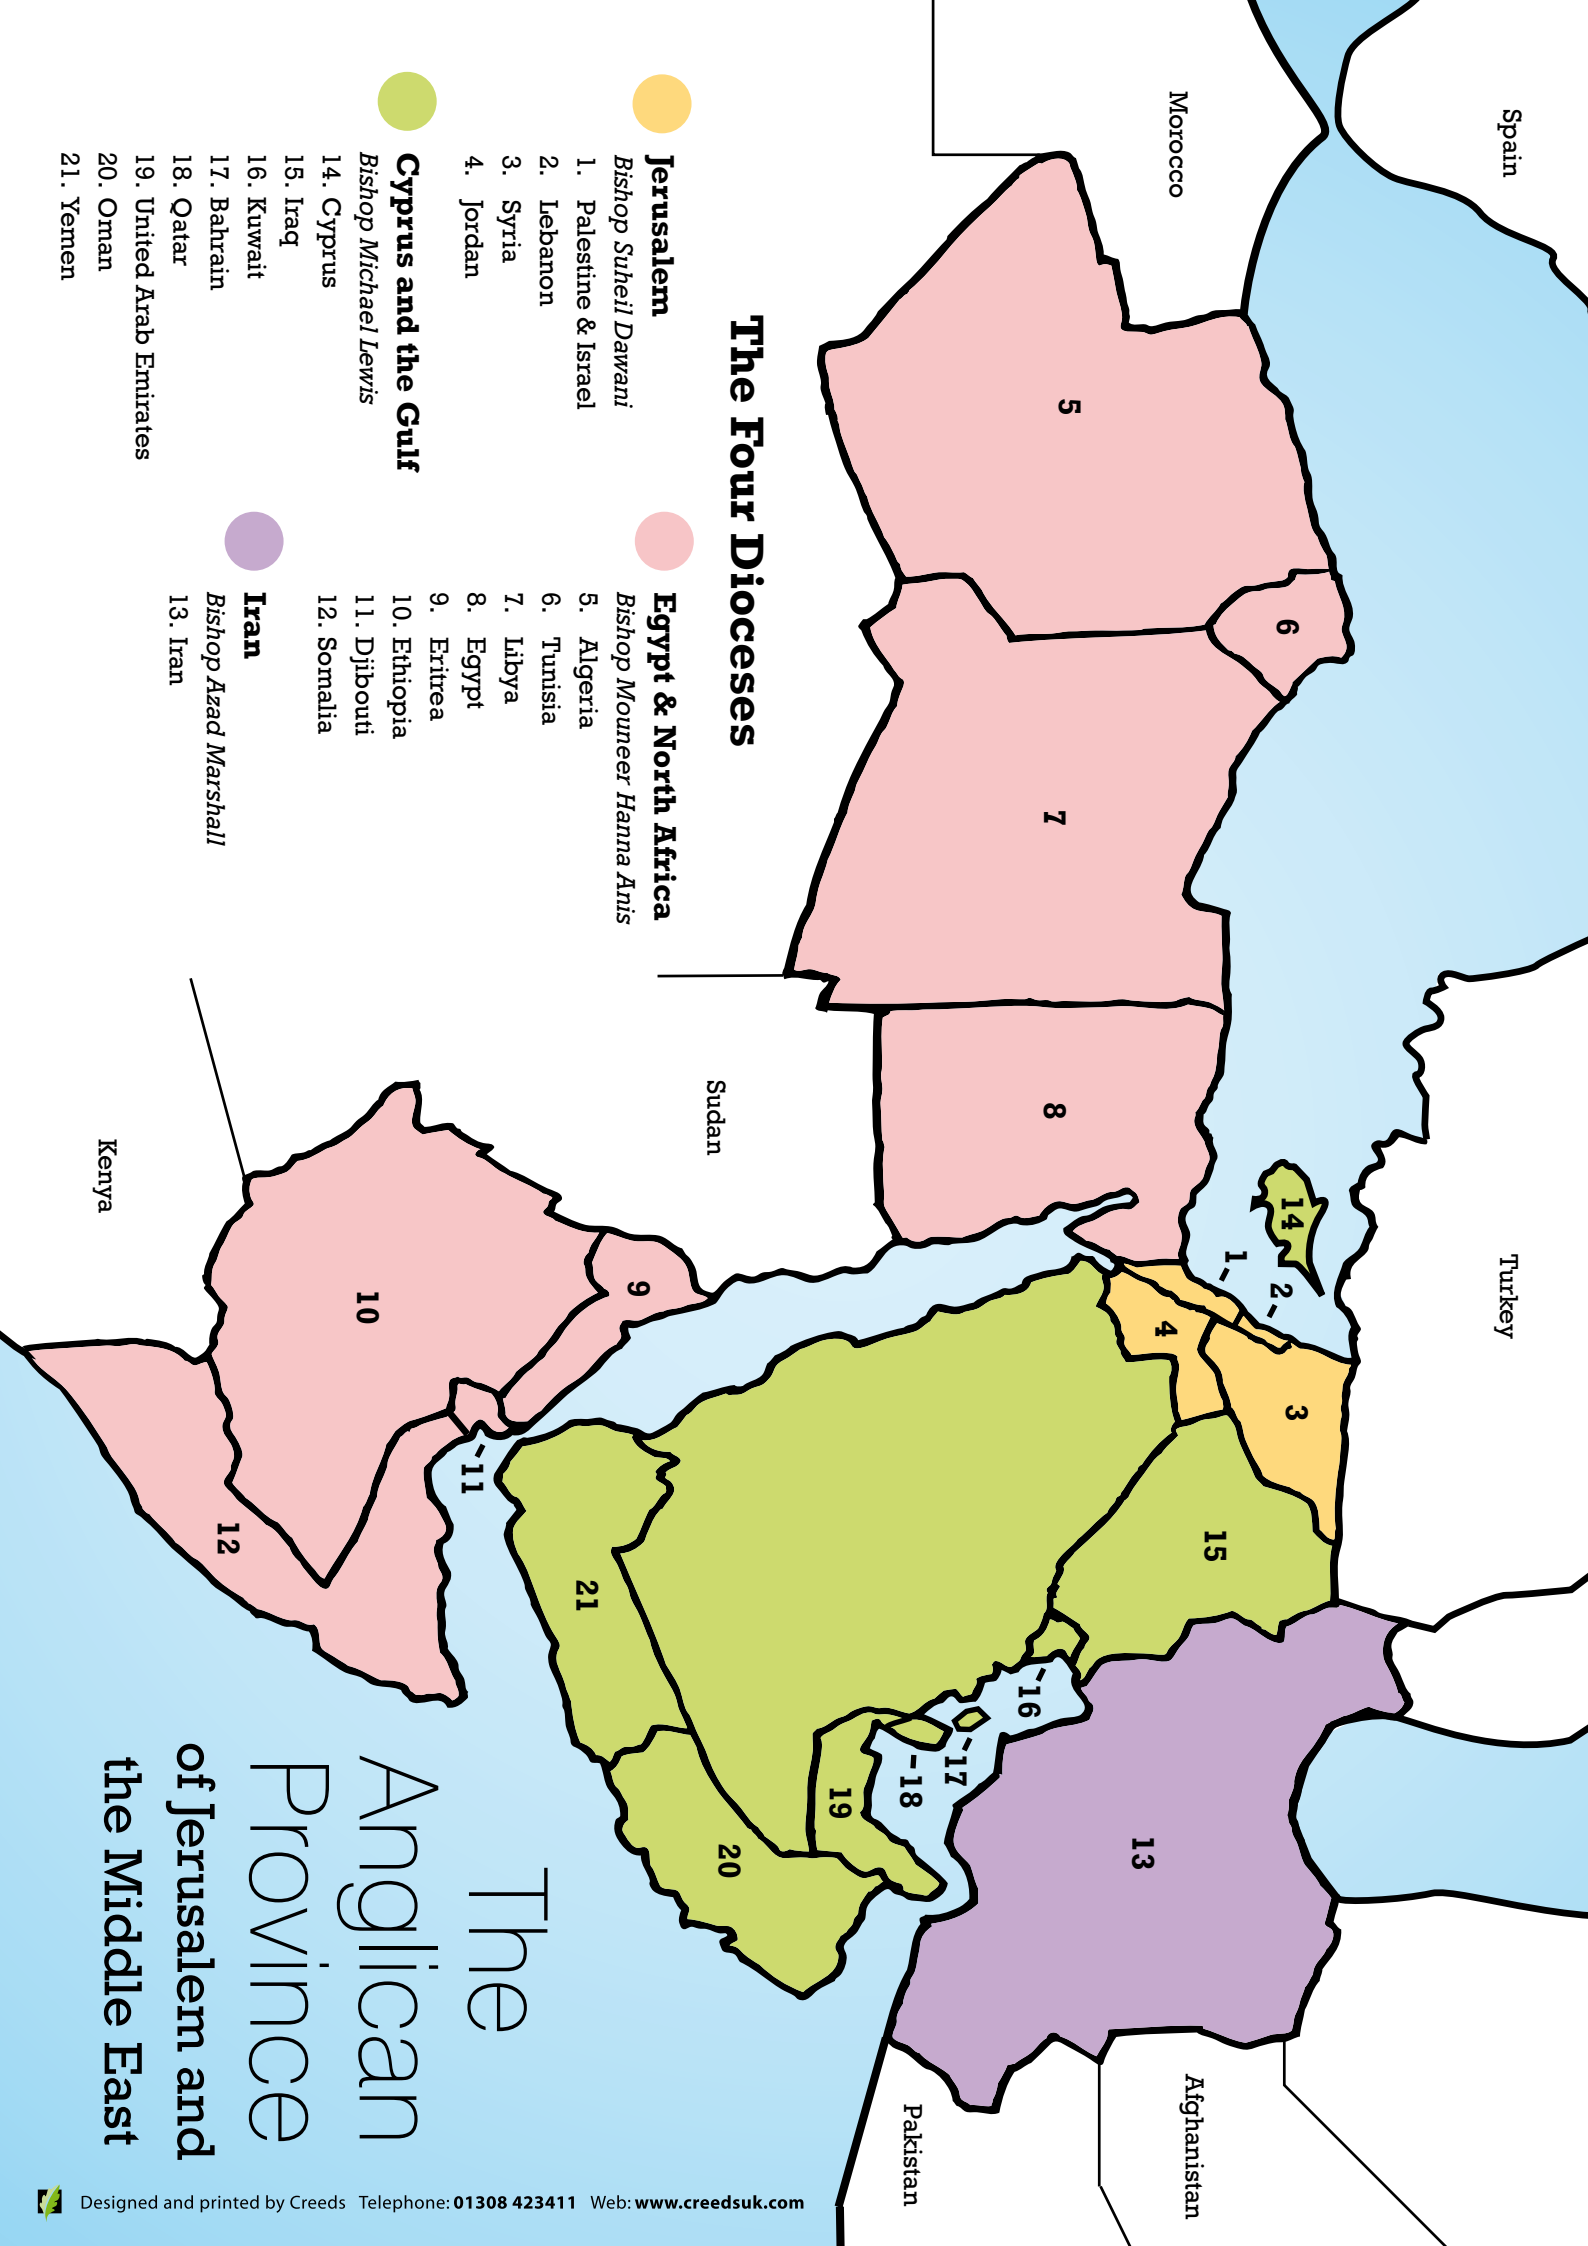 The Four Dioceses
Jerusalem
Bishop Suheil Dawani
1. Palestine & Israel
2. Lebanon
3. Syria
4. Jordan
Cyprus and the Gulf
Bishop Michael Lewis
14. Cyprus
15. Iraq
16. Kuwait
17. Bahrain
18. Qatar
19. United Arab Emirates
20. Oman
21. Yemen
Egypt & North Africa
Bishop Mouneer Hanna Anis
5. Algeria
6. Tunisia
7. Libya
8. Egypt
9. Eritrea
10. Ethiopia
11. Djibouti
12. Somalia
Iran
Bishop Azad Marshall
13. Iran
Spain
Morocco
Turkey
Sudan
Kenya
Afghanistan
Pakistan
5
6
7
8
14
1
2
3
4
9
10
11
12
15
13
16
17
18
19
20
21
The
Anglican
Province
of Jerusalem and
the Middle East
Designed and printed by Creeds Telephone: 01308 423411 Web: www.creedsuk.com